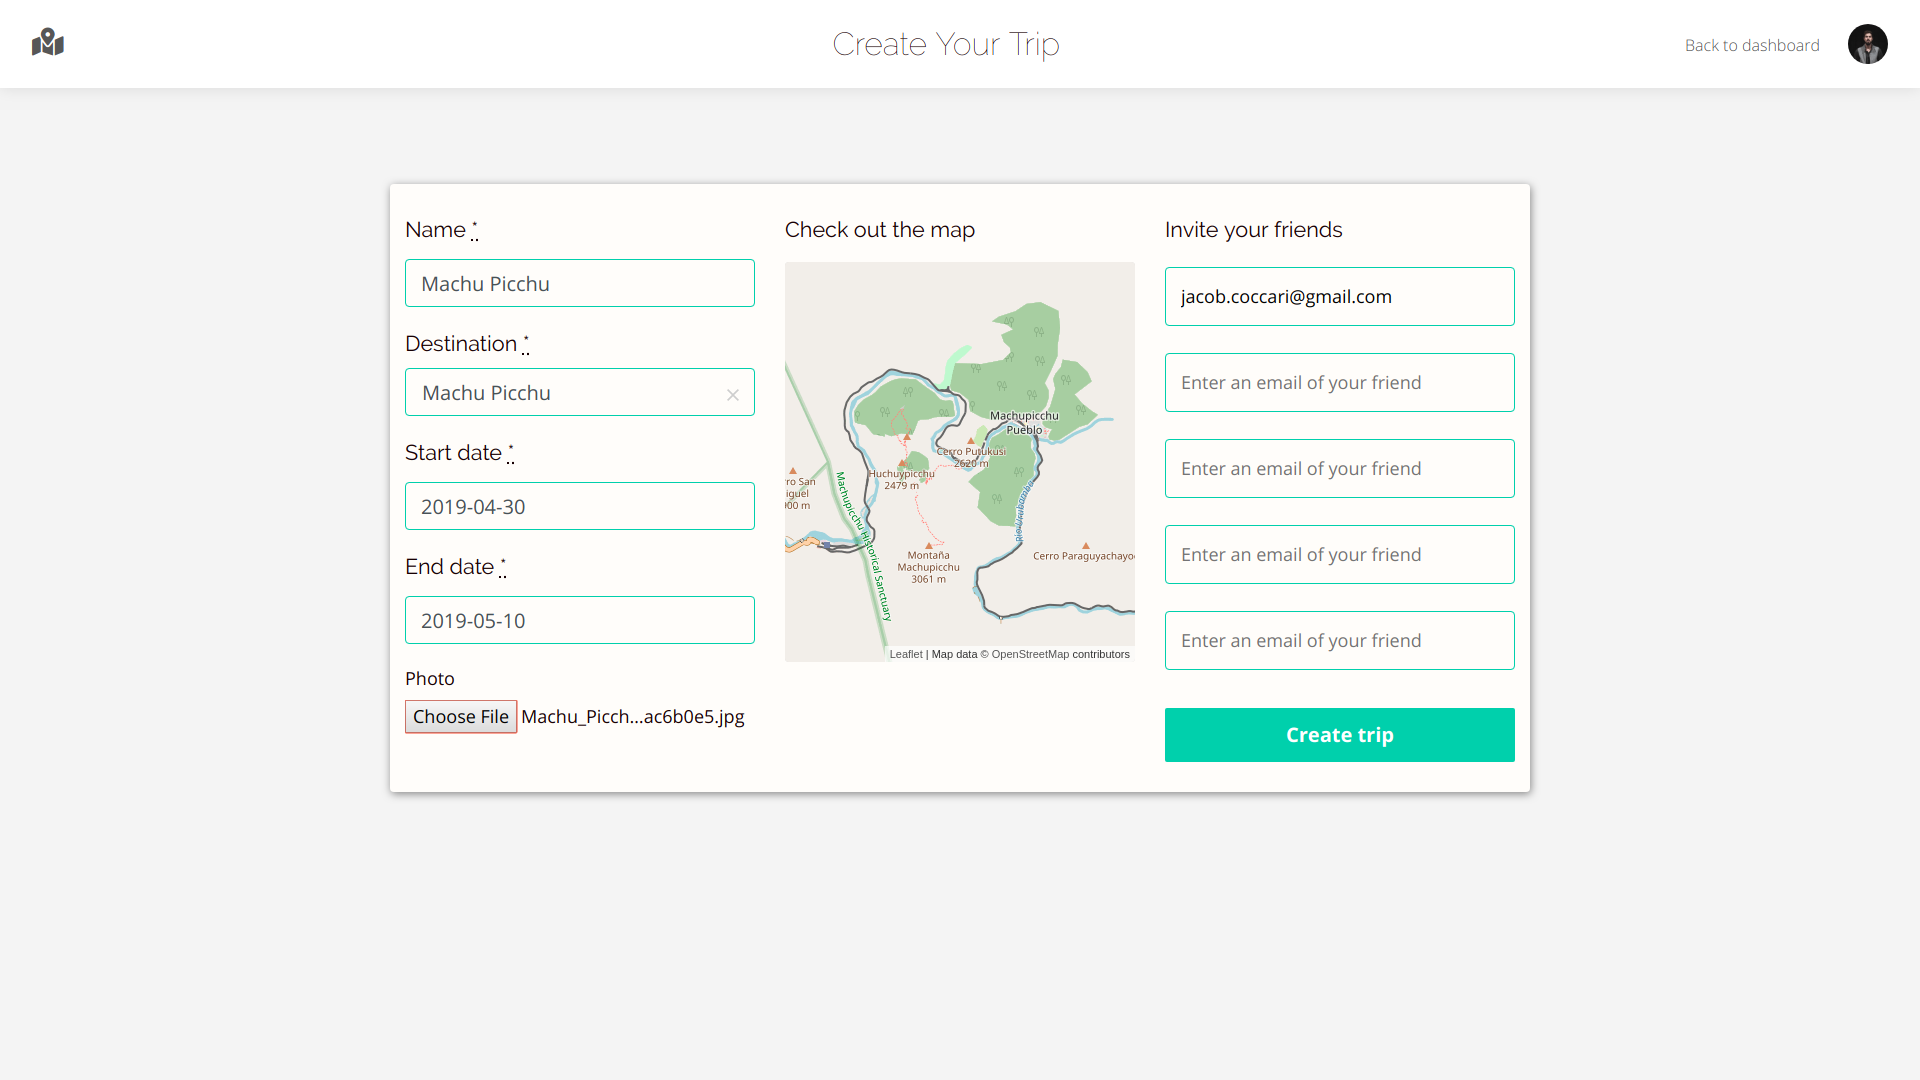 Create Your Trip
Back to dashboard
Name *
Machu Picchu
Destination *
Machu Picchu
Start date *
2019-04-30
End date *
2019-05-10
Photo
Choose File Machu_Picch...ac6b0e5.jpg
Check out the map
Machupicchu
Pueblo
Cerro Putukusi
2620 m
Huchuypicchu
2479 m
ro San
iguel
00 m
Machupicchu Historical Sanctuary
Río Urubamba
Montaña
Machupicchu
3061 m
Cerro Paraguyachayo
Leaflet | Map data © OpenStreetMap contributors
Invite your friends
jacob.coccari@gmail.com
Enter an email of your friend
Enter an email of your friend
Enter an email of your friend
Enter an email of your friend
Create trip